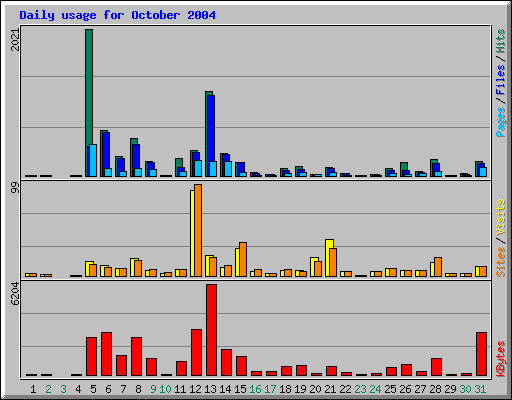 Daily usage for October 2004
2021
Pages / Files / Hits
99
Sites / Visits
6204
KBytes
1 2 3 4 5 6 7 8 9 10 11 12 13 14 15 16 17 18 19 20 21 22 23 24 25 26 27 28 29 30 31